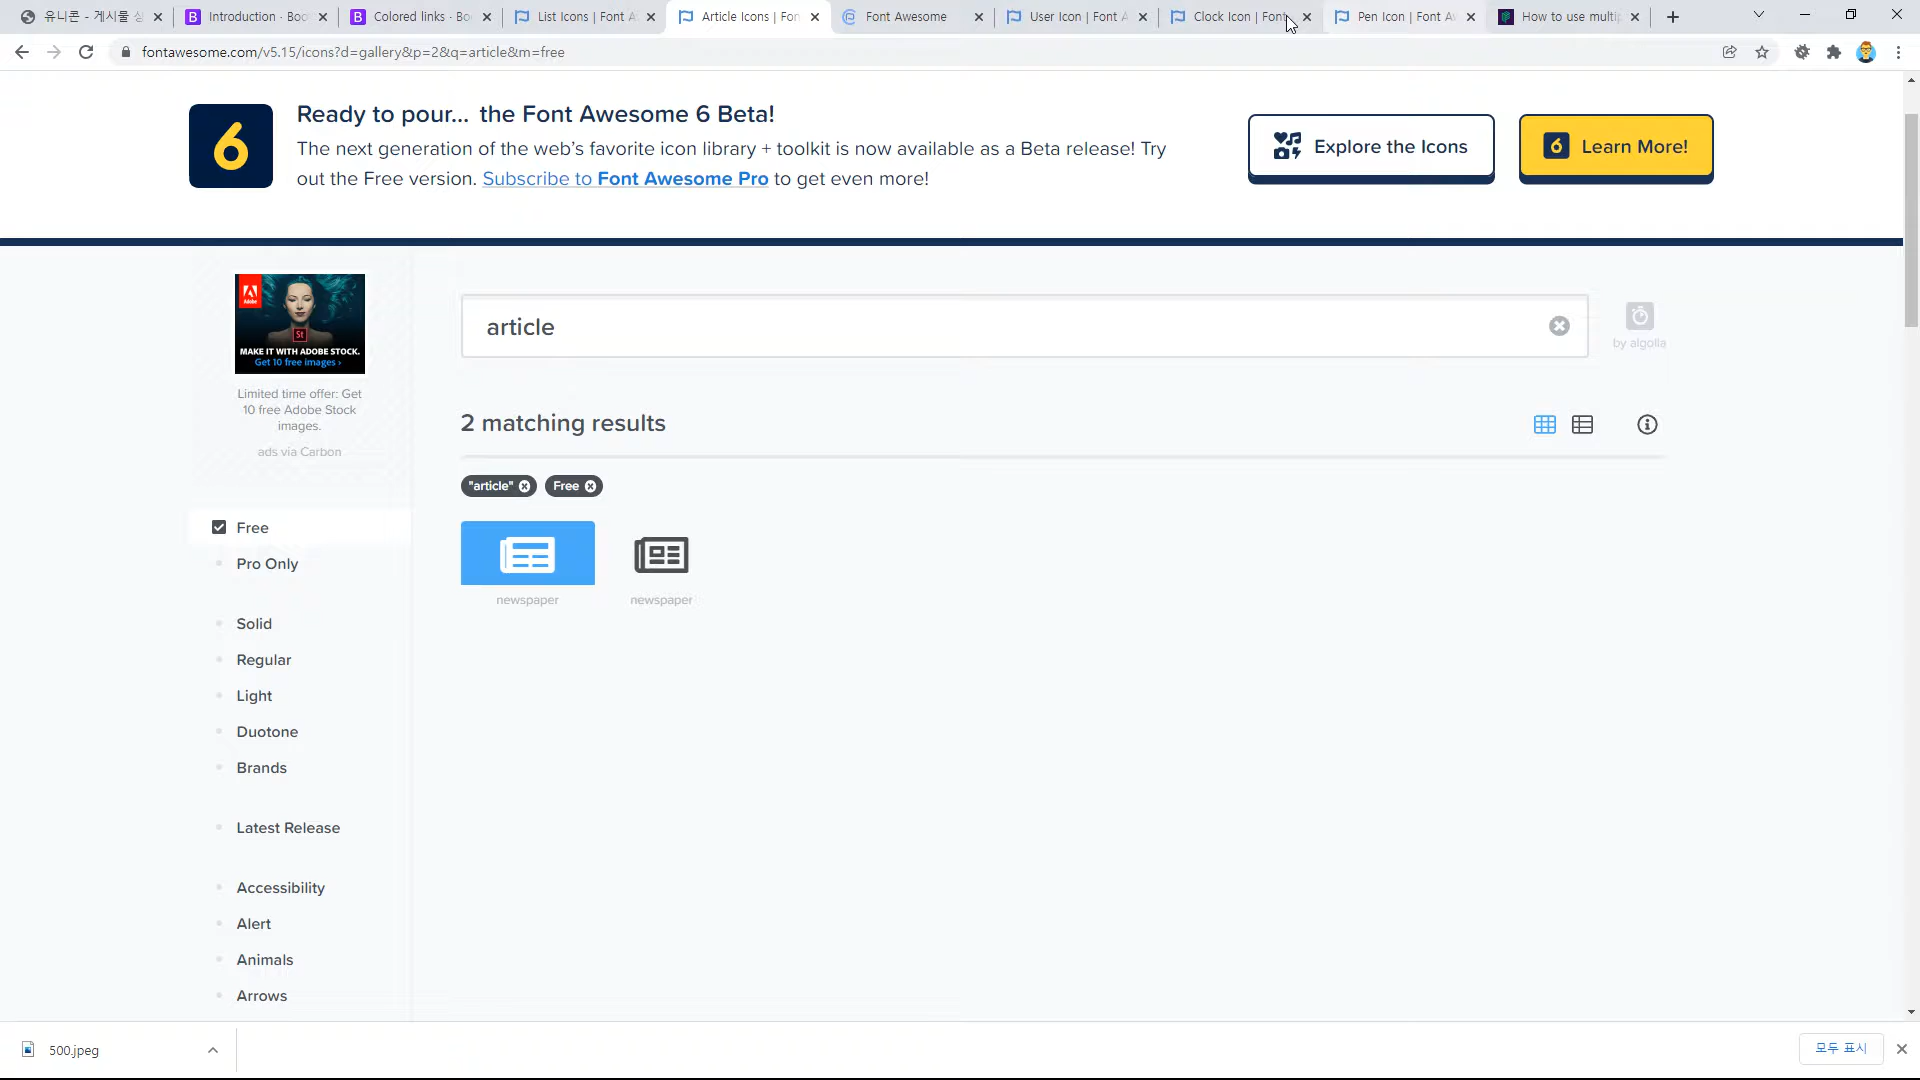 유니콘 - 게시물 상
Introduction · Boo
Colored links · Bo
List Icons | Font A
Article Icons | Fon
Font Awesome
User Icon | Font A
Clock Icon | Font
Pen Icon | Font Aw
How to use multip
fontawesome.com/v5.15/icons?d=gallery&p=2&q=article&m=free
6
Ready to pour... the Font Awesome 6 Beta!
The next generation of the web's favorite icon library + toolkit is now available as a Beta release! Try
out the Free version. Subscribe to Font Awesome Pro to get even more!
Explore the Icons
6 Learn More!
Adobe
St
MAKE IT WITH ADOBE STOCK.
Get 10 free images ›
Limited time offer: Get
10 free Adobe Stock
images.
ads via Carbon
article
by algolia
2 matching results
"article"
Free
newspaper
newspaper
Free
Pro Only
Solid
Regular
Light
Duotone
Brands
Latest Release
Accessibility
Alert
Animals
Arrows
500.jpeg
모두 표시